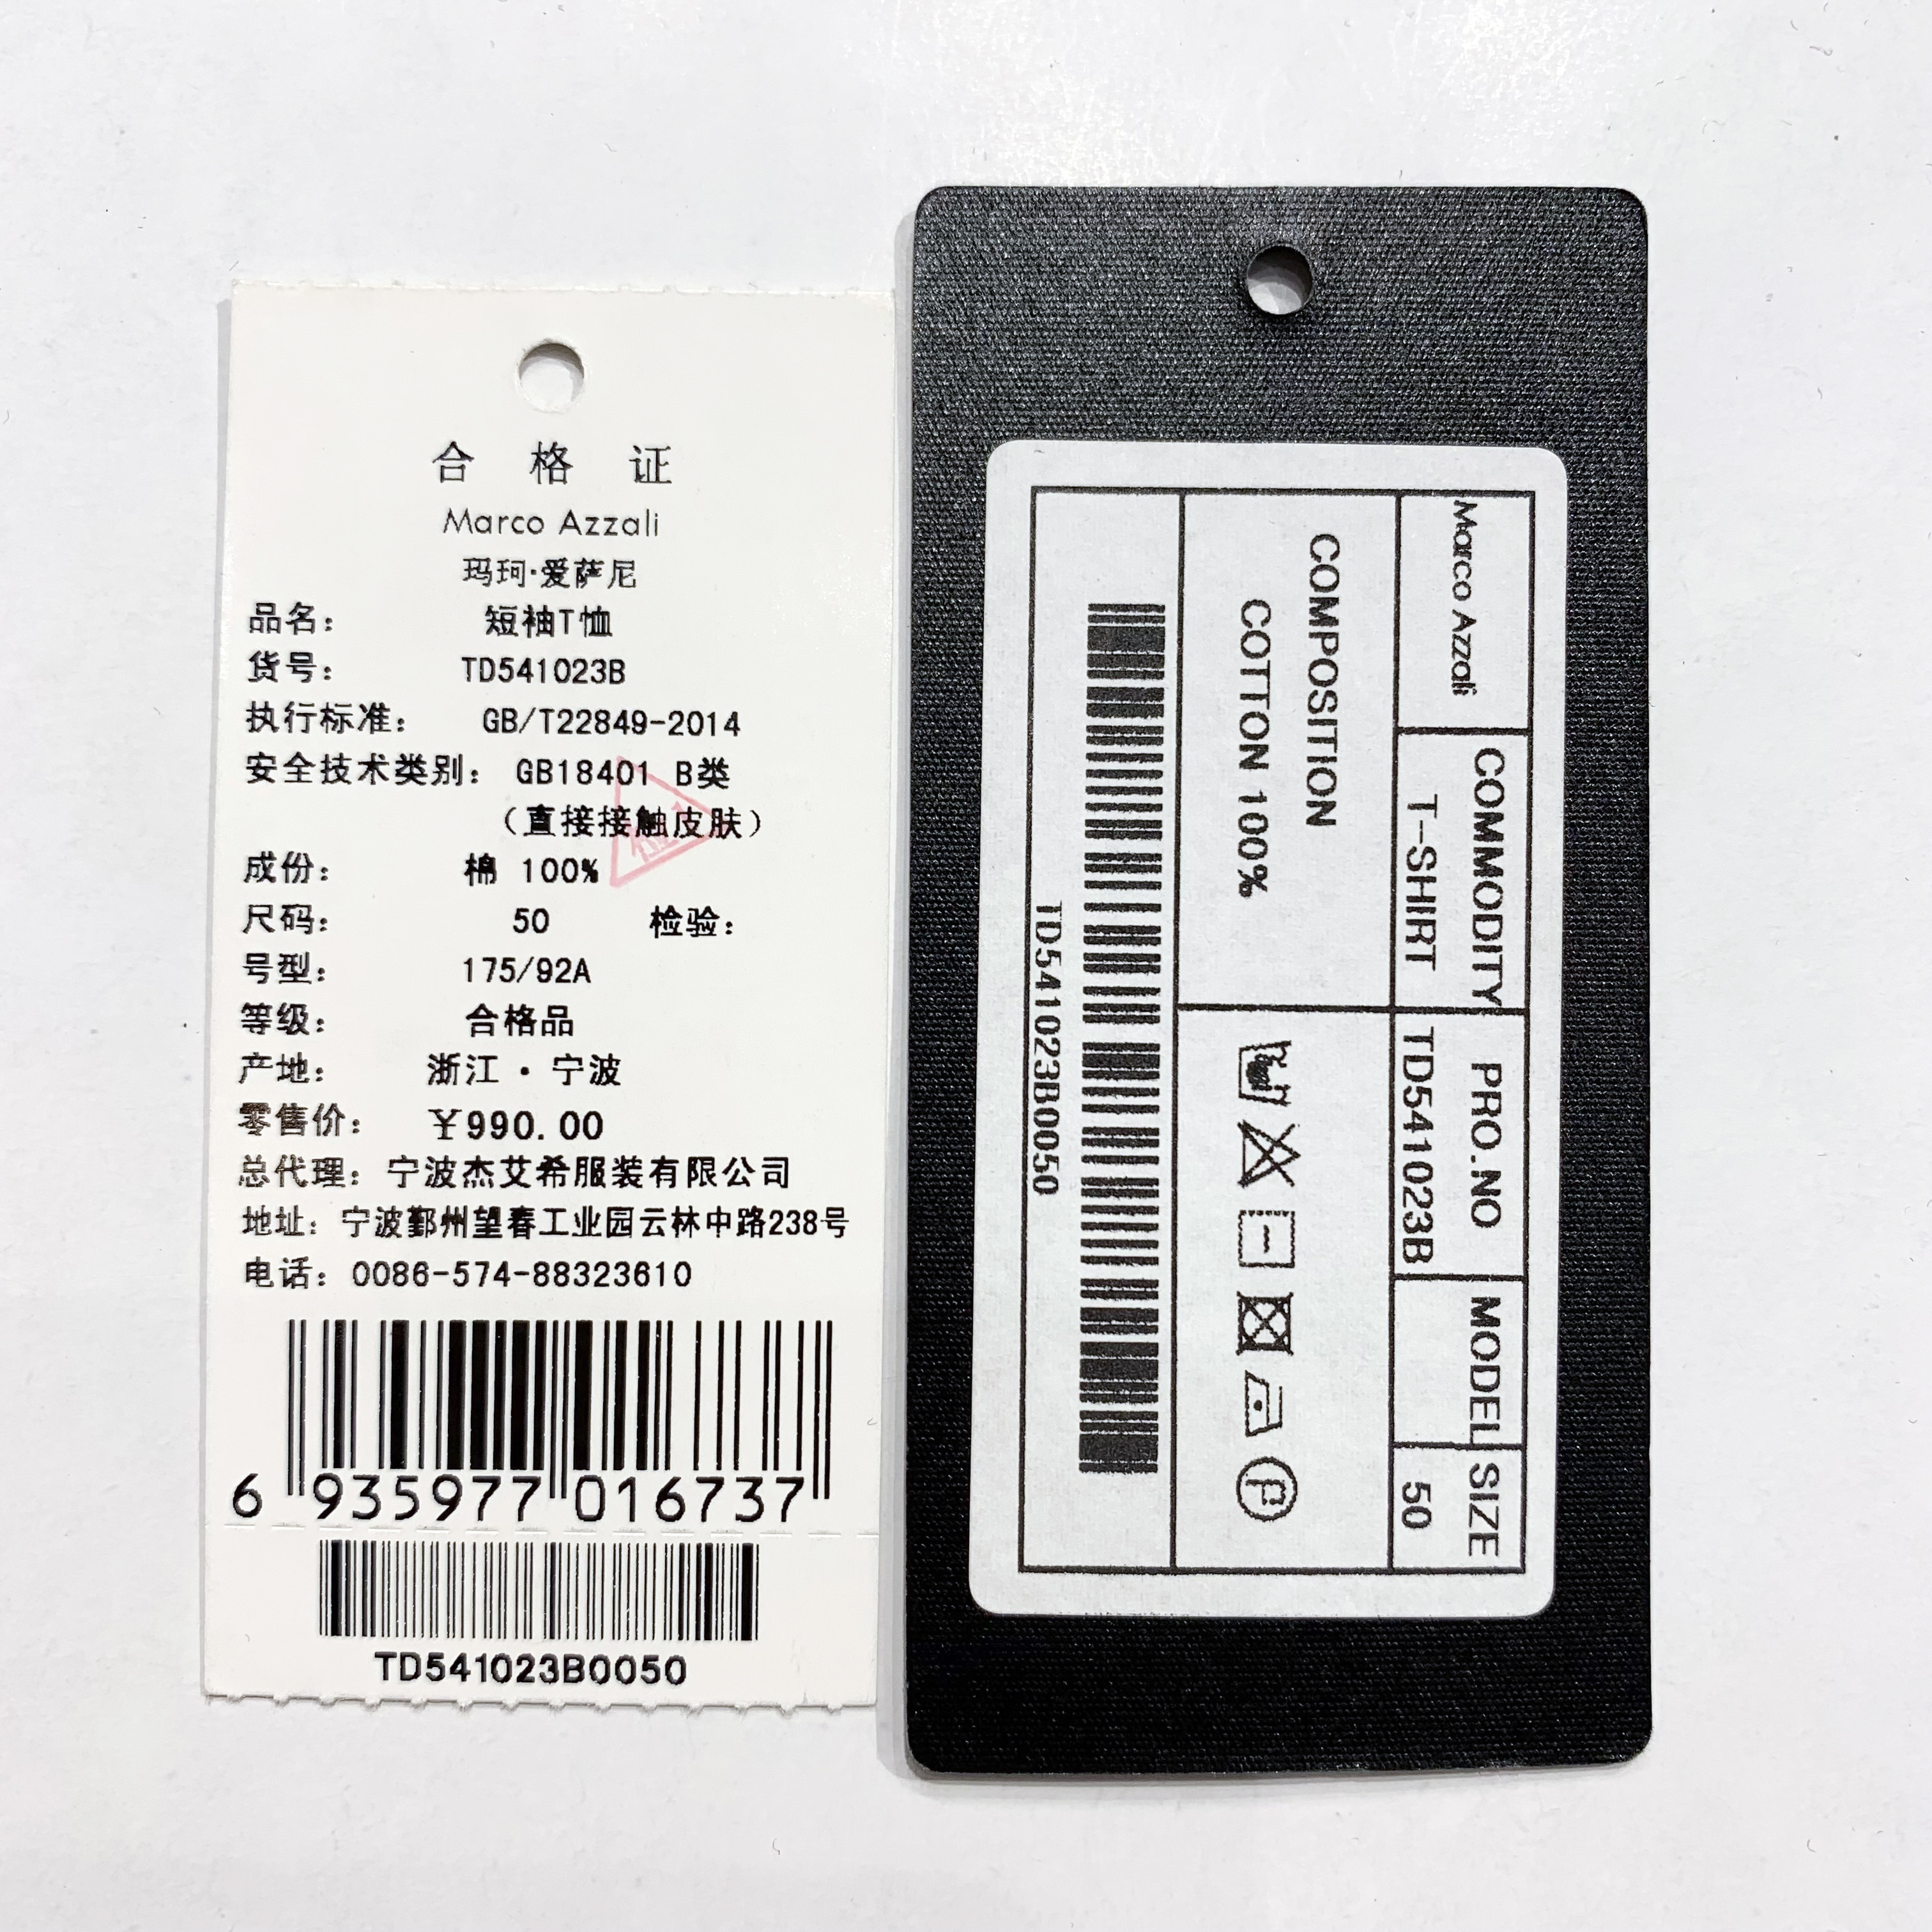 合 格 证
Marco Azzali
玛珂·爱萨尼
品名： 短袖T恤
货号： TD541023B
执行标准： GB/T22849-2014
安全技术类别： GB18401 B类
（直接接触皮肤）
成份： 棉 100%
尺码： 50 检验：
号型： 175/92A
等级： 合格品
产地： 浙江·宁波
零售价： ￥990.00
总代理：宁波杰艾希服装有限公司
地址：宁波鄞州望春工业园云林中路238号
电话：0086-574-88323610
6 935977 016737
TD541023B0050
Marco Azzali
COMMODITY
T-SHIRT
PRO.NO
TD541023B
MODEL
SIZE
50
COMPOSITION
COTTON 100%
P
TD541023B0050